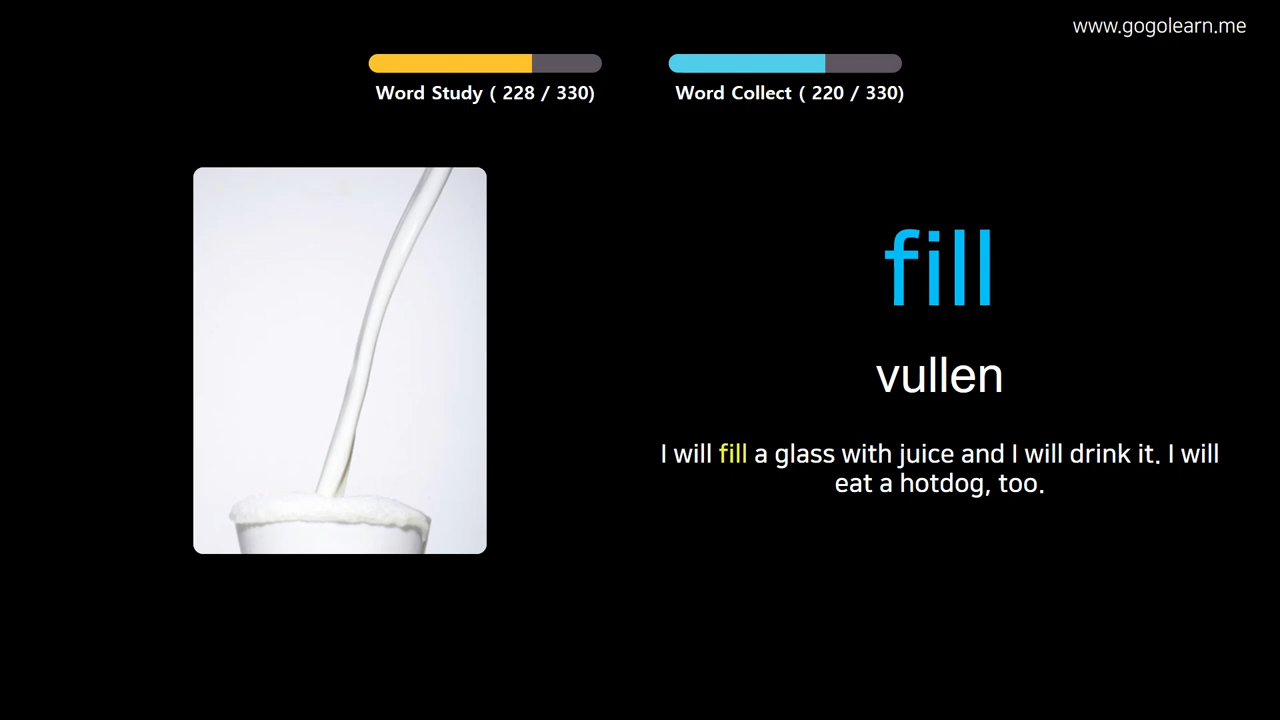 www.gogolearn.me
Word Study ( 228 / 330)
Word Collect ( 220 / 330)
fill
vullen
I will fill a glass with juice and I will drink it. I will
eat a hotdog, too.